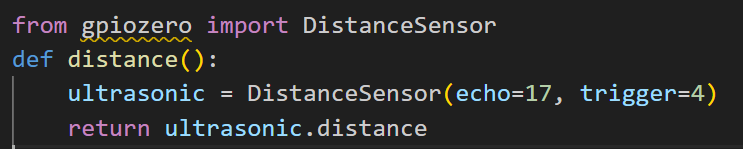 from gpiozero import DistanceSensor
def distance():
    ultrasonic = DistanceSensor(echo=17, trigger=4)
    return ultrasonic.distance